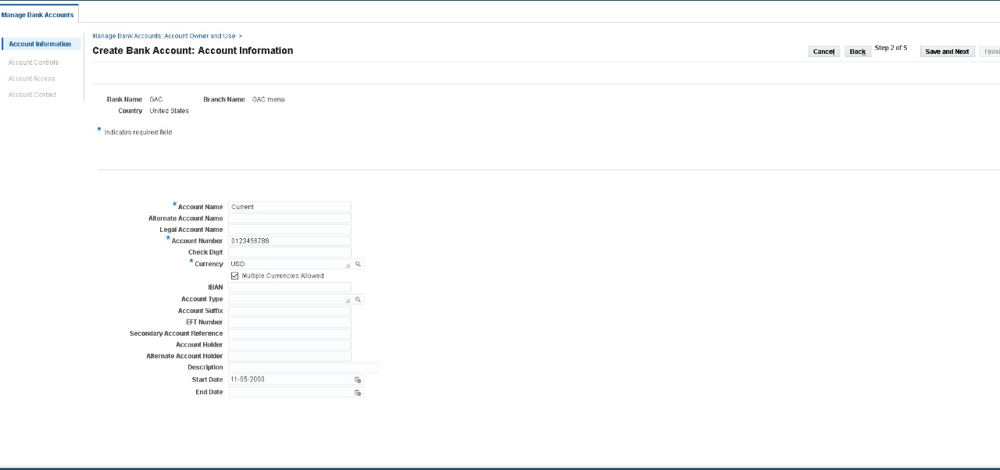 Manage Bank Accounts
Account Information
Account Controls
Account Access
Account Contact
Manage Bank Accounts: Account Owner and Use >
Create Bank Account: Account Information
Cancel Back Step 2 of 5 Save and Next Finis
Bank Name GAC Branch Name GAC mena
Country United States
* Indicates required field
* Account Name Current
Alternate Account Name
Legal Account Name
* Account Number 0123456789
Check Digit
* Currency USD
Multiple Currencies Allowed
IBAN
Account Type
Account Suffix
EFT Number
Secondary Account Reference
Account Holder
Alternate Account Holder
Description
Start Date 11-05-2000
End Date